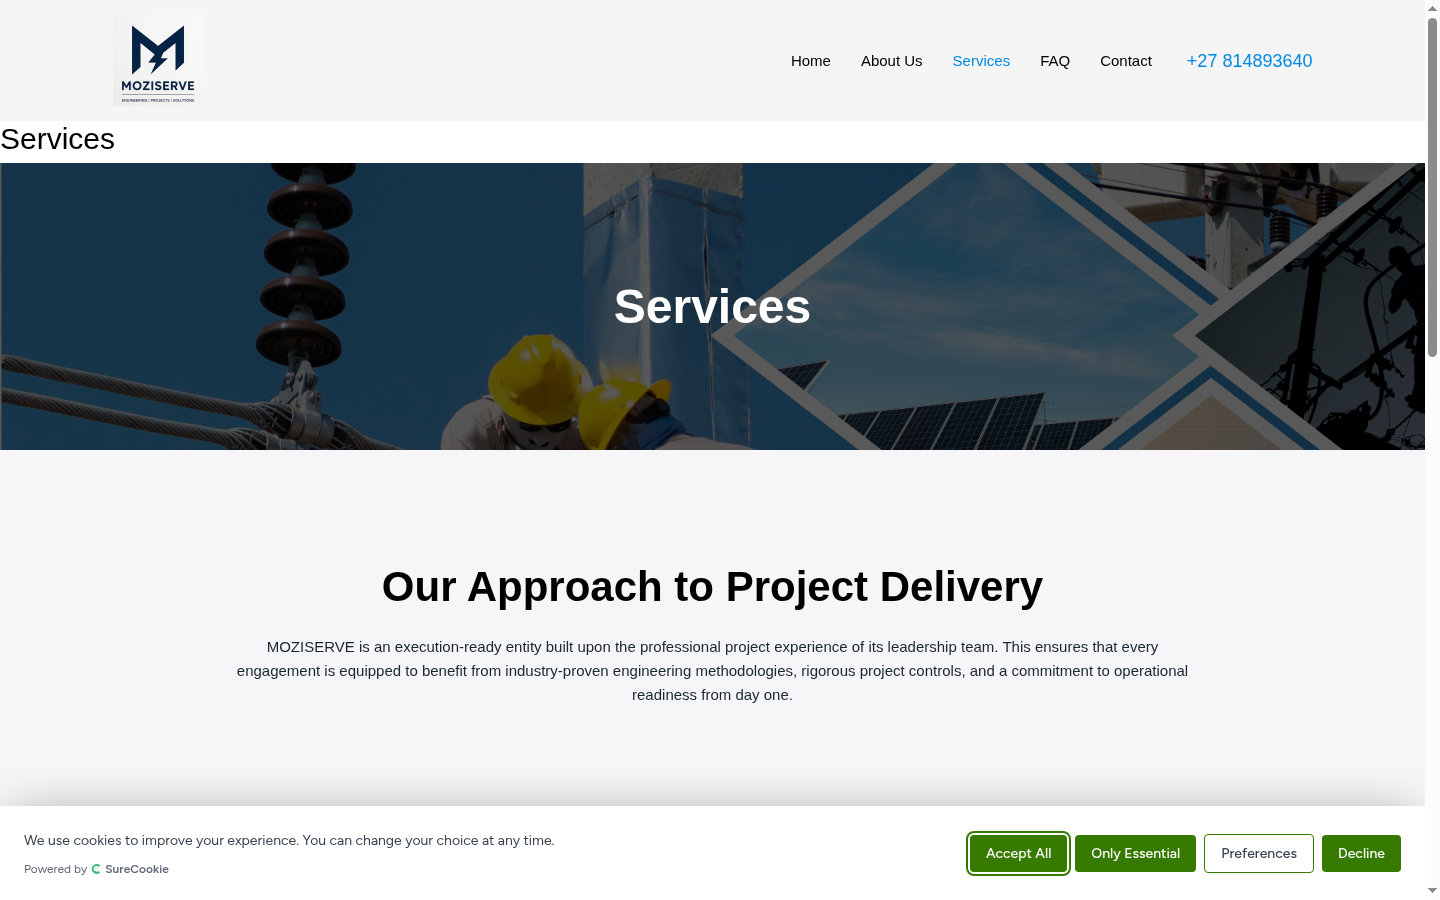 MOZISERVE
ENGINEERING | PROJECTS | SOLUTIONS
Home
About Us
Services
FAQ
Contact
+27 814893640
Services
Services
Our Approach to Project Delivery
MOZISERVE is an execution-ready entity built upon the professional project experience of its leadership team. This ensures that every
engagement is equipped to benefit from industry-proven engineering methodologies, rigorous project controls, and a commitment to operational
readiness from day one.
We use cookies to improve your experience. You can change your choice at any time.
Powered by SureCookie
Accept All
Only Essential
Preferences
Decline